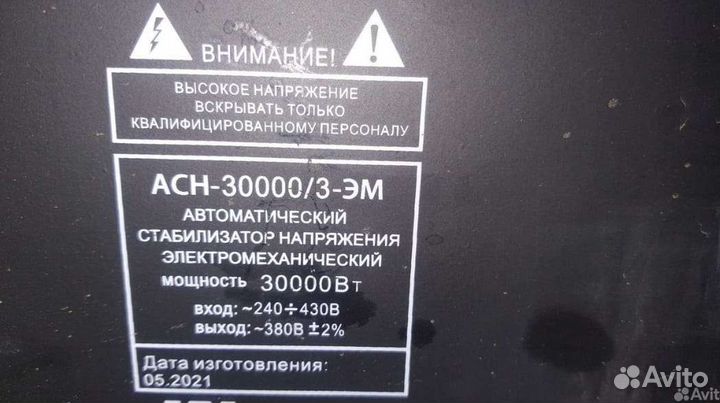 ВНИМАНИЕ!
ВЫСОКОЕ НАПРЯЖЕНИЕ
ВСКРЫВАТЬ ТОЛЬКО
КВАЛИФИЦИРОВАННОМУ ПЕРСОНАЛУ
АСН-30000/3-ЭМ
АВТОМАТИЧЕСКИЙ
СТАБИЛИЗАТОР НАПРЯЖЕНИЯ
ЭЛЕКТРОМЕХАНИЧЕСКИЙ
МОЩНОСТЬ 30000Вт
ВХОД: ~240÷430В
ВЫХОД: ~380В ±2%
Дата изготовления:
05.2021
Avito
Avito